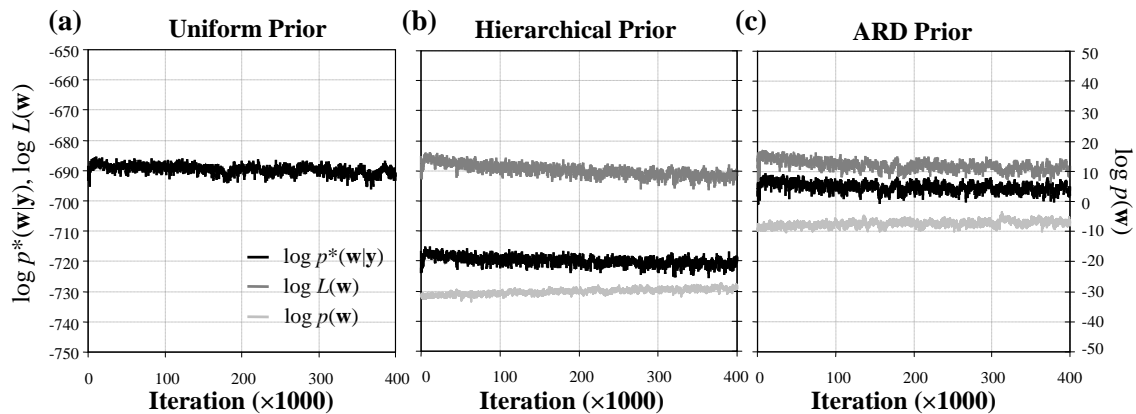 (a) Uniform Prior
(b) Hierarchical Prior
(c) ARD Prior
log p*(w|y), log L(w)
-650
-660
-670
-680
-690
-700
-710
-720
-730
-740
-750
log p*(w|y)
log L(w)
log p(w)
50
40
30
20
10
0
-10
-20
-30
-40
-50
log p(w)
0 100 200 300 400
0 100 200 300 400
0 100 200 300 400
Iteration (×1000)
Iteration (×1000)
Iteration (×1000)